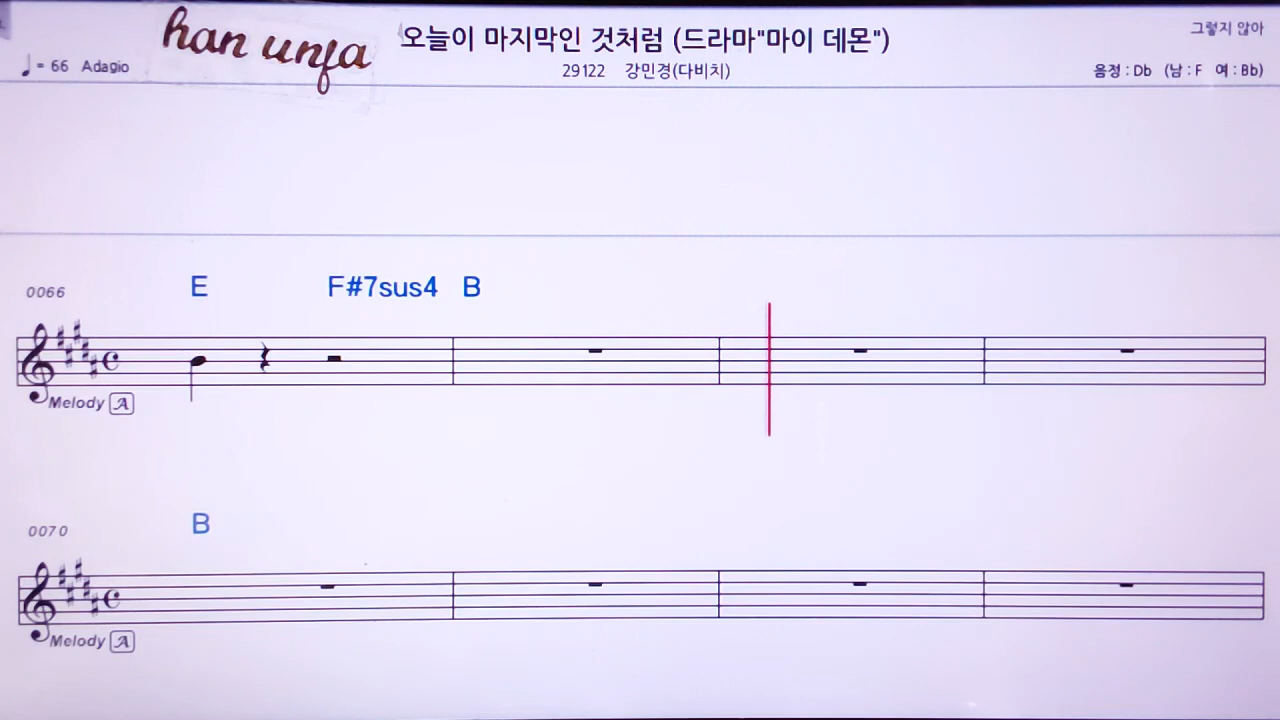 han unfa
오늘이 마지막인 것처럼 (드라마"마이 데몬")
그렇지 않아
♩ = 66 Adagio
29122 강민경(다비치)
음정 : Db (남 : F 여 : Bb)
0066 E F#7sus4 B
Melody A
0070 B
Melody A